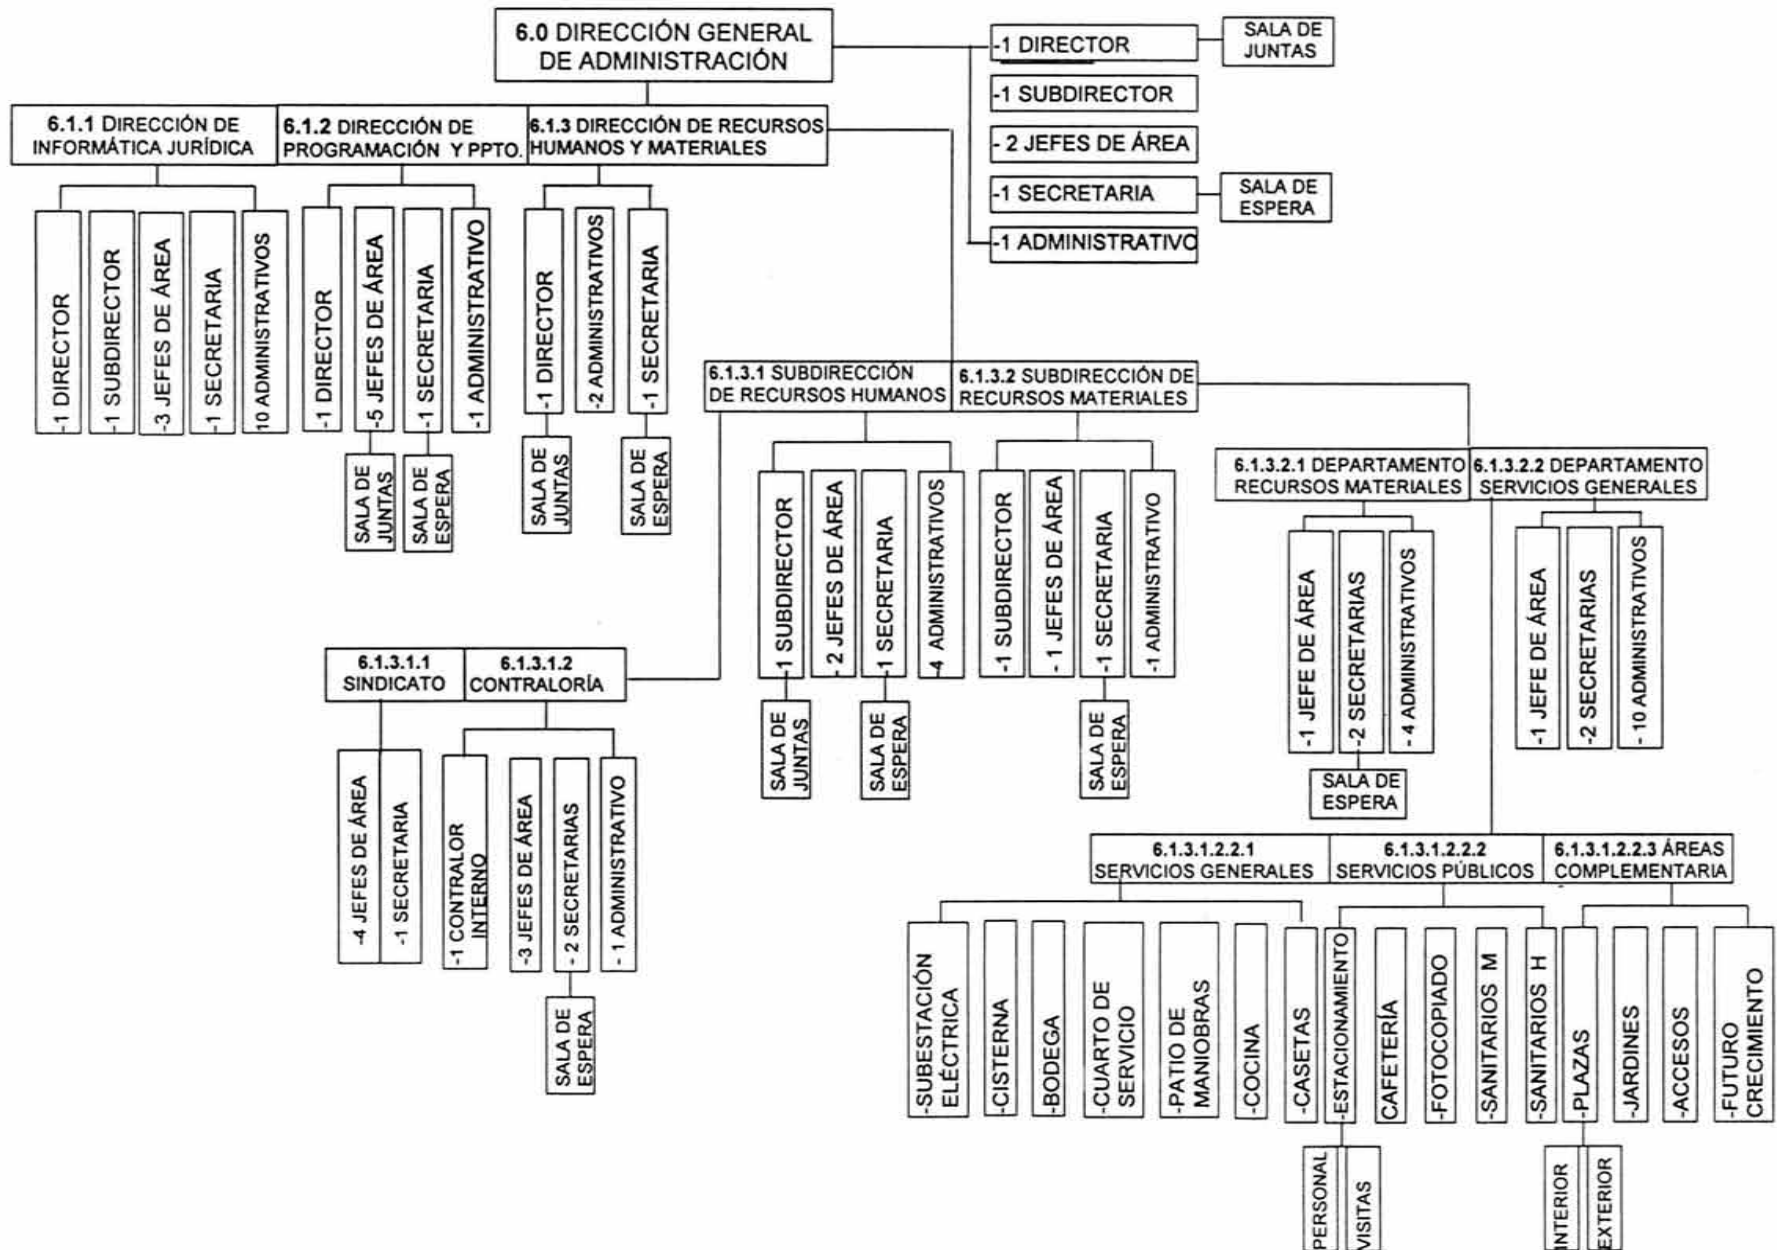 6.0 DIRECCIÓN GENERAL
DE ADMINISTRACIÓN
-1 DIRECTOR
SALA DE
JUNTAS
-1 SUBDIRECTOR
- 2 JEFES DE ÁREA
-1 SECRETARIA
SALA DE
ESPERA
-1 ADMINISTRATIVO
6.1.1 DIRECCIÓN DE
INFORMÁTICA JURÍDICA
6.1.2 DIRECCIÓN DE
PROGRAMACIÓN Y PPTO.
6.1.3 DIRECCIÓN DE RECURSOS
HUMANOS Y MATERIALES
-1 DIRECTOR
-1 SUBDIRECTOR
-3 JEFES DE ÁREA
-1 SECRETARIA
10 ADMINISTRATIVOS
-1 DIRECTOR
-5 JEFES DE ÁREA
-1 SECRETARIA
-1 ADMINISTRATIVO
SALA DE
JUNTAS
SALA DE
ESPERA
-1 DIRECTOR
-2 ADMINISTRATIVOS
-1 SECRETARIA
SALA DE
JUNTAS
SALA DE
ESPERA
6.1.3.1 SUBDIRECCIÓN
DE RECURSOS HUMANOS
6.1.3.2 SUBDIRECCIÓN DE
RECURSOS MATERIALES
-1 SUBDIRECTOR
- 2 JEFES DE ÁREA
-1 SECRETARIA
-4 ADMINISTRATIVOS
SALA DE
JUNTAS
SALA DE
ESPERA
-1 SUBDIRECTOR
- 1 JEFES DE ÁREA
-1 SECRETARIA
-1 ADMINISTRATIVO
SALA DE
ESPERA
6.1.3.2.1 DEPARTAMENTO
RECURSOS MATERIALES
6.1.3.2.2 DEPARTAMENTO
SERVICIOS GENERALES
-1 JEFE DE ÁREA
-2 SECRETARIAS
- 4 ADMINISTRATIVOS
SALA DE
ESPERA
-1 JEFE DE ÁREA
-2 SECRETARIAS
- 10 ADMINISTRATIVOS
6.1.3.1.1
SINDICATO
6.1.3.1.2
CONTRALORÍA
-4 JEFES DE ÁREA
-1 SECRETARIA
-1 CONTRALOR
INTERNO
-3 JEFES DE ÁREA
- 2 SECRETARIAS
- 1 ADMINISTRATIVO
SALA DE
ESPERA
6.1.3.1.2.2.1
SERVICIOS GENERALES
6.1.3.1.2.2.2
SERVICIOS PÚBLICOS
6.1.3.1.2.2.3 ÁREAS
COMPLEMENTARIA
-SUBESTACIÓN
ELÉCTRICA
-CISTERNA
-BODEGA
-CUARTO DE
SERVICIO
-PATIO DE
MANIOBRAS
-COCINA
-CASETAS
-ESTACIONAMIENTO
CAFETERÍA
-FOTOCOPIADO
-SANITARIOS M
-SANITARIOS H
-PLAZAS
-JARDINES
-ACCESOS
-FUTURO
CRECIMIENTO
PERSONAL
VISITAS
INTERIOR
EXTERIOR